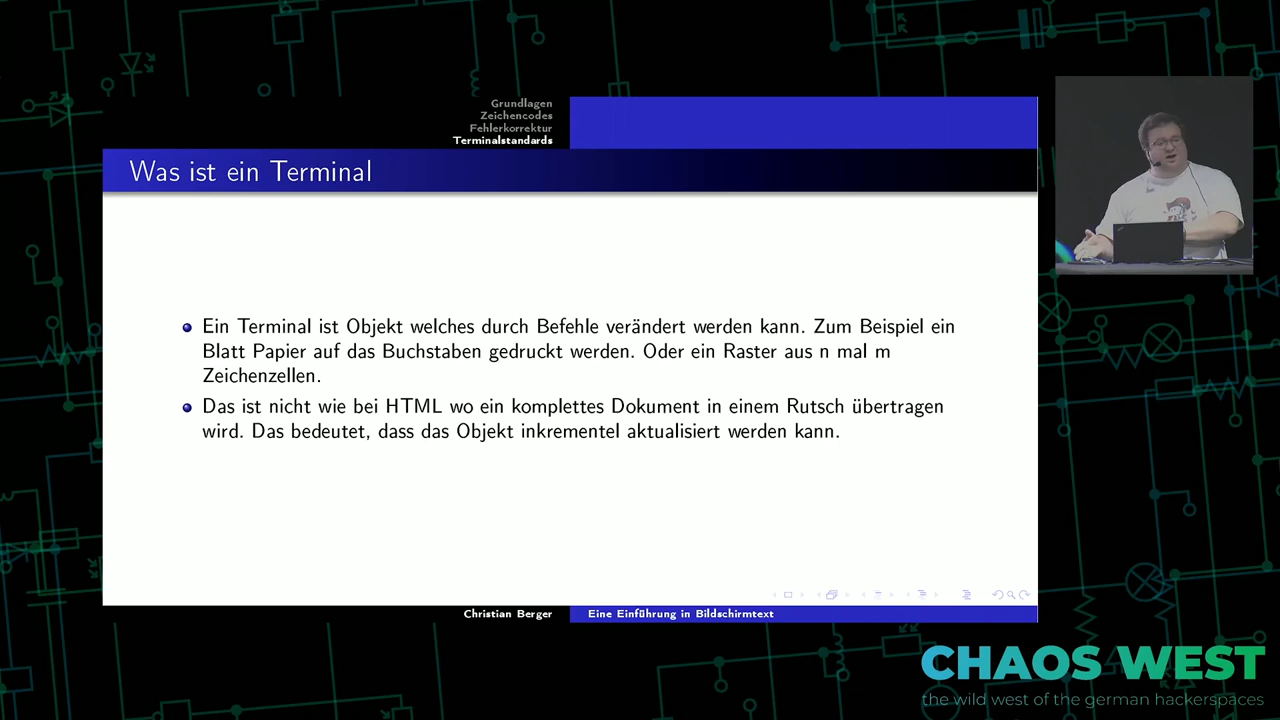 Grundlagen
Zeichencodes
Fehlerkorrektur
Terminalstandards
Was ist ein Terminal
Ein Terminal ist Objekt welches durch Befehle verändert werden kann. Zum Beispiel ein
Blatt Papier auf das Buchstaben gedruckt werden. Oder ein Raster aus n mal m
Zeichenzellen.
Das ist nicht wie bei HTML wo ein komplettes Dokument in einem Rutsch übertragen
wird. Das bedeutet, dass das Objekt inkrementel aktualisiert werden kann.
Christian Berger
Eine Einführung in Bildschirmtext
CHAOS WEST
the wild west of the german hackerspaces